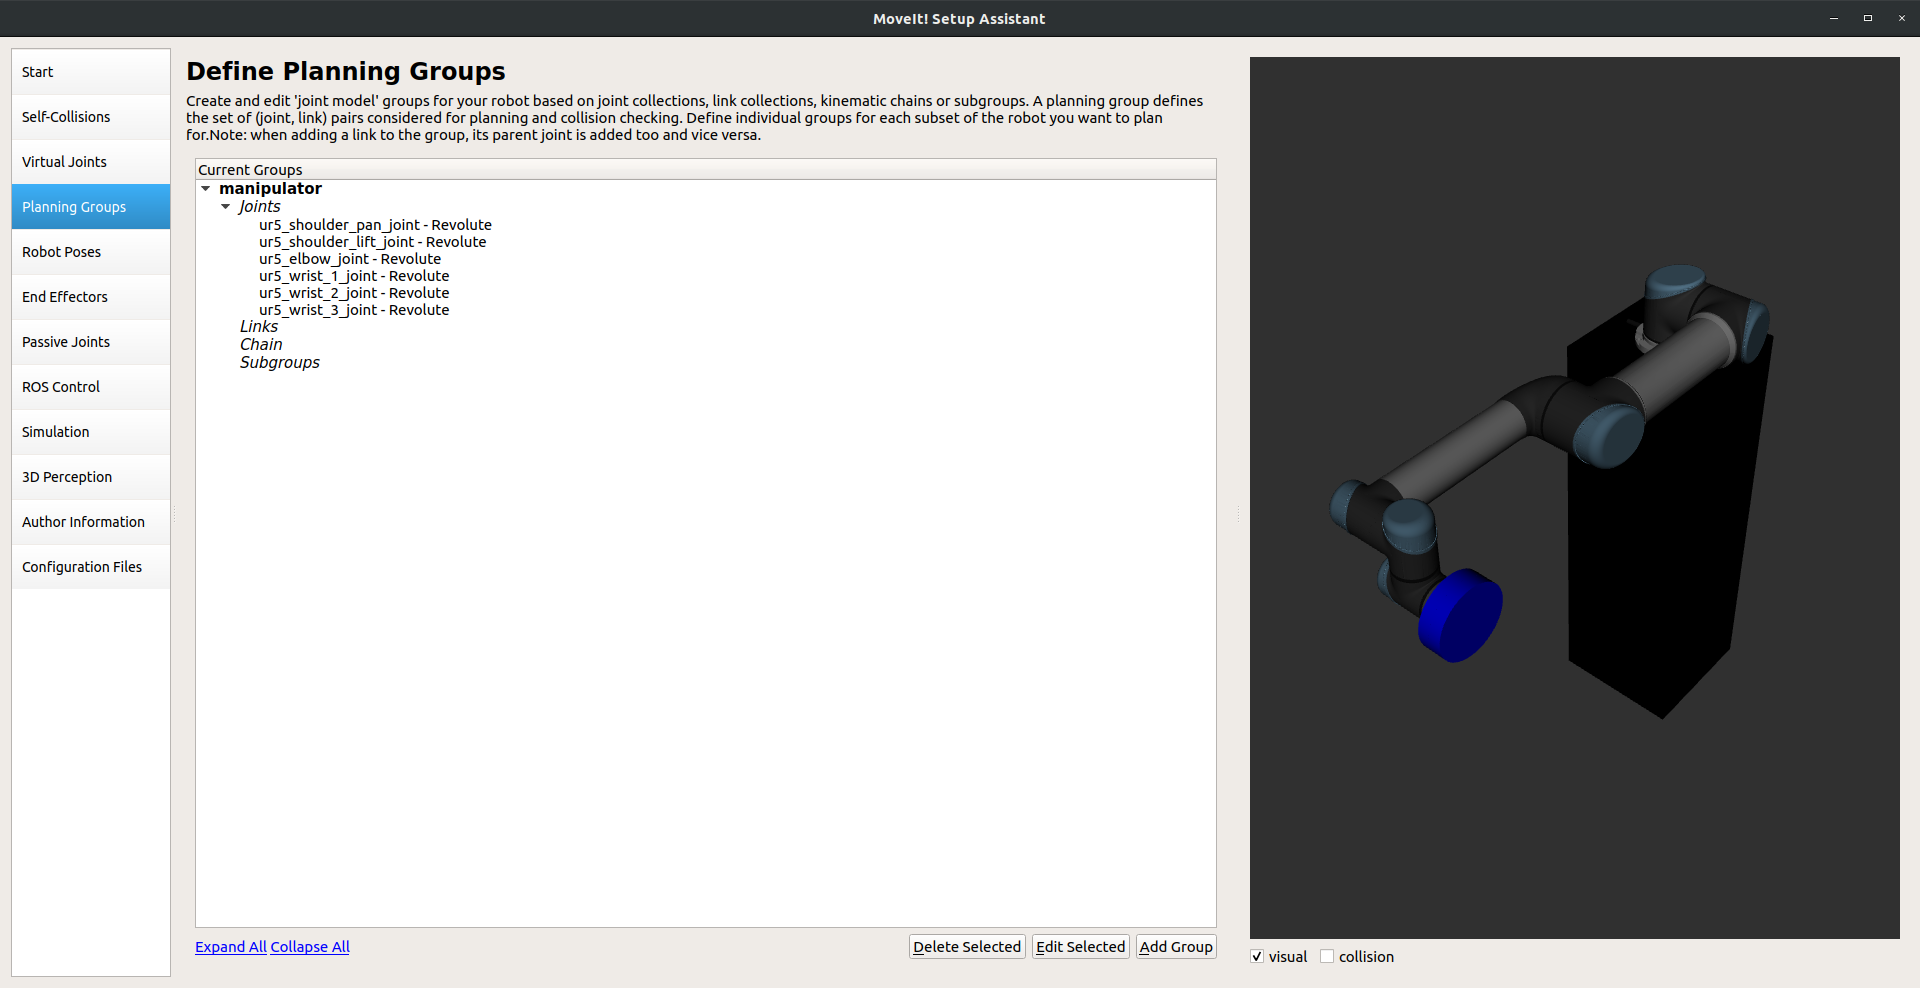 MoveIt! Setup Assistant
Start
Self-Collisions
Virtual Joints
Planning Groups
Robot Poses
End Effectors
Passive Joints
ROS Control
Simulation
3D Perception
Author Information
Configuration Files
Define Planning Groups
Create and edit 'joint model' groups for your robot based on joint collections, link collections, kinematic chains or subgroups. A planning group defines
the set of (joint, link) pairs considered for planning and collision checking. Define individual groups for each subset of the robot you want to plan
for.Note: when adding a link to the group, its parent joint is added too and vice versa.
Current Groups
manipulator
Joints
ur5_shoulder_pan_joint - Revolute
ur5_shoulder_lift_joint - Revolute
ur5_elbow_joint - Revolute
ur5_wrist_1_joint - Revolute
ur5_wrist_2_joint - Revolute
ur5_wrist_3_joint - Revolute
Links
Chain
Subgroups
Expand All Collapse All
Delete Selected
Edit Selected
Add Group
visual
collision